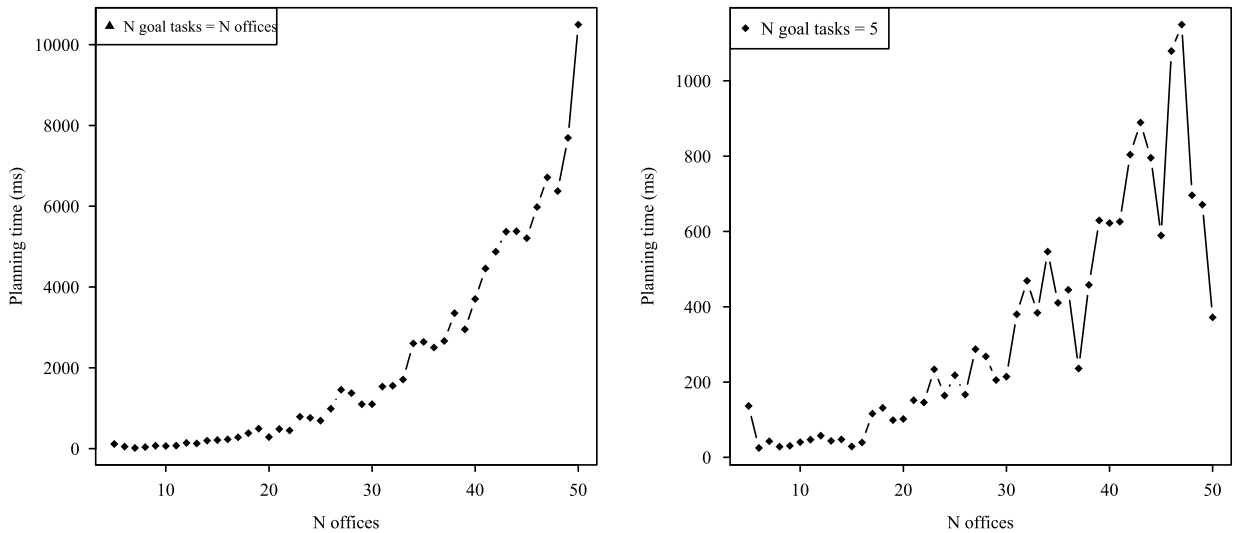 N goal tasks = N offices
10000
8000
6000
4000
2000
0
Planning time (ms)
10 20 30 40 50
N offices
N goal tasks = 5
1000
800
600
400
200
0
Planning time (ms)
10 20 30 40 50
N offices